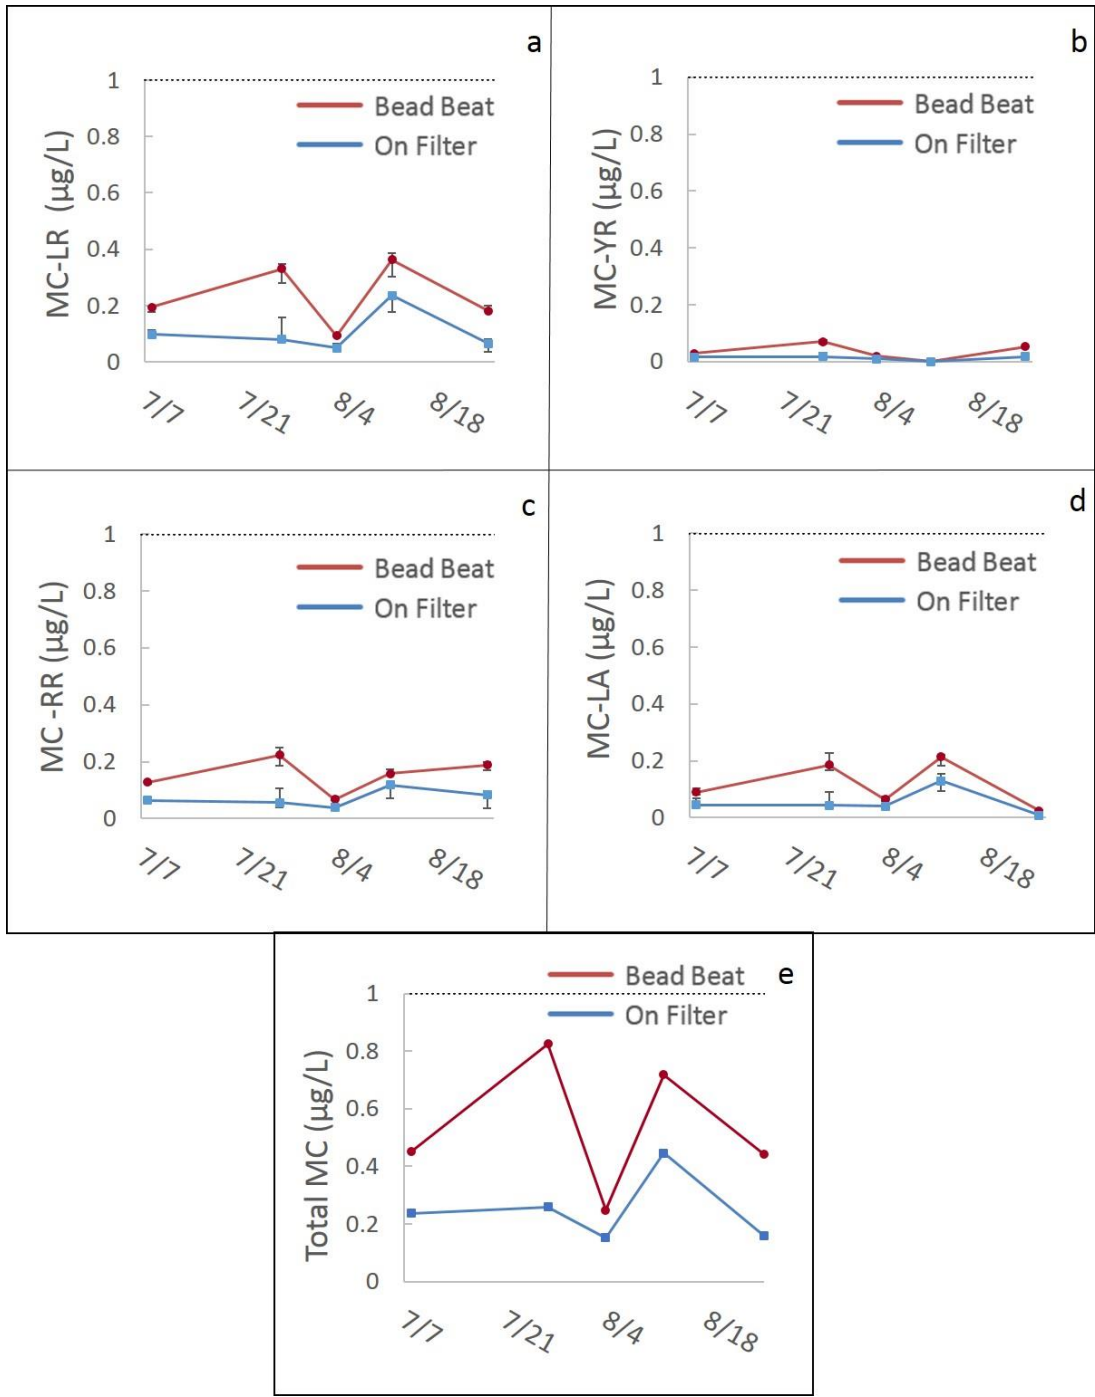 a
MC-LR (µg/L)
1
0.8
0.6
0.4
0.2
0
Bead Beat
On Filter
7/7
7/21
8/4
8/18
b
MC-YR (µg/L)
1
0.8
0.6
0.4
0.2
0
Bead Beat
On Filter
7/7
7/21
8/4
8/18
c
MC -RR (µg/L)
1
0.8
0.6
0.4
0.2
0
Bead Beat
On Filter
7/7
7/21
8/4
8/18
d
MC-LA (µg/L)
1
0.8
0.6
0.4
0.2
0
Bead Beat
On Filter
7/7
7/21
8/4
8/18
e
Total MC (µg/L)
1
0.8
0.6
0.4
0.2
0
Bead Beat
On Filter
7/7
7/21
8/4
8/18